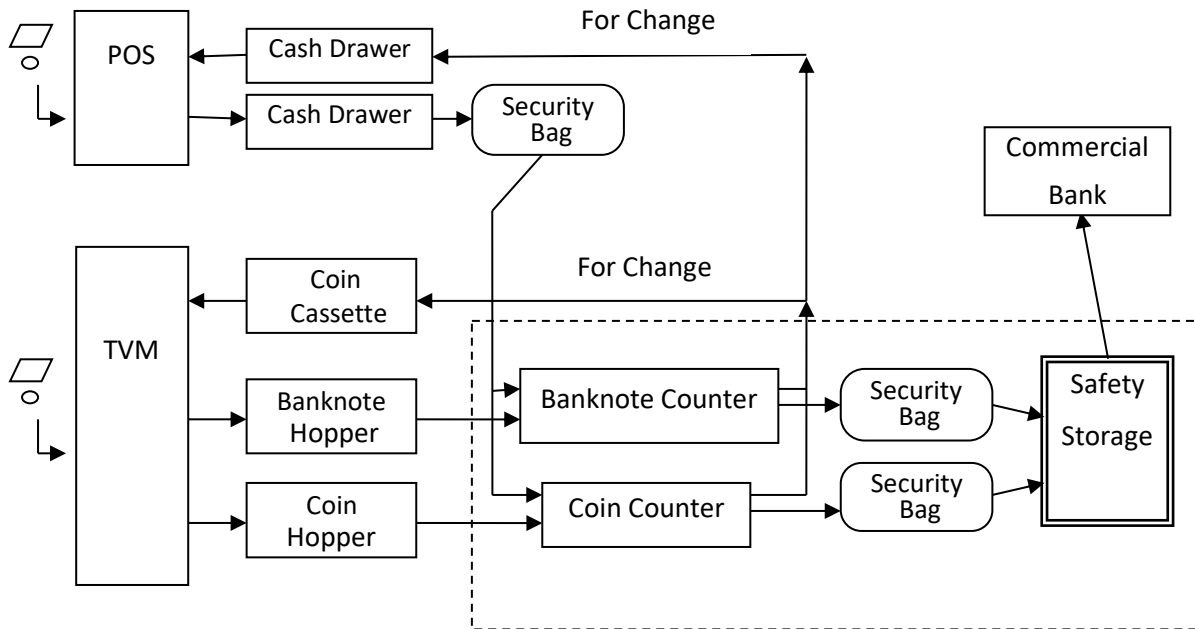 For Change
POS
Cash Drawer
Cash Drawer
Security
Bag
Commercial
Bank
For Change
Coin
Cassette
TVM
Banknote
Hopper
Banknote Counter
Security
Bag
Safety
Storage
Coin
Hopper
Coin Counter
Security
Bag